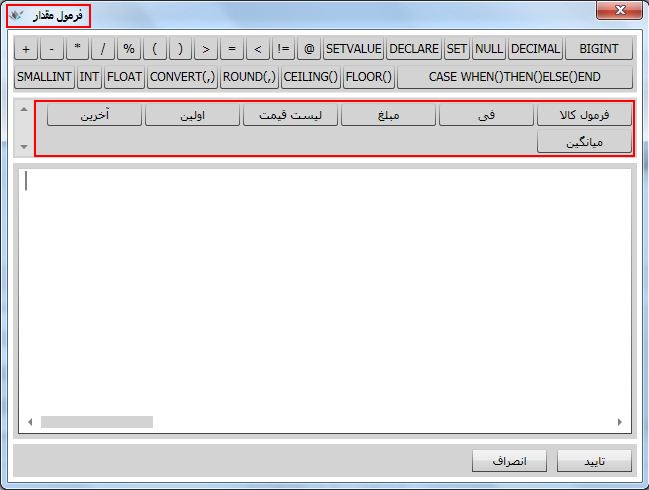 فرمول مقدار
+ - * / % ( ) > = < != @ SETVALUE DECLARE SET NULL DECIMAL BIGINT
SMALLINT INT FLOAT CONVERT(,) ROUND(,) CEILING() FLOOR() CASE WHEN()THEN()ELSE()END
فرمول کالا فی مبلغ لیست قیمت اولین آخرین
میانگین
تایید انصراف